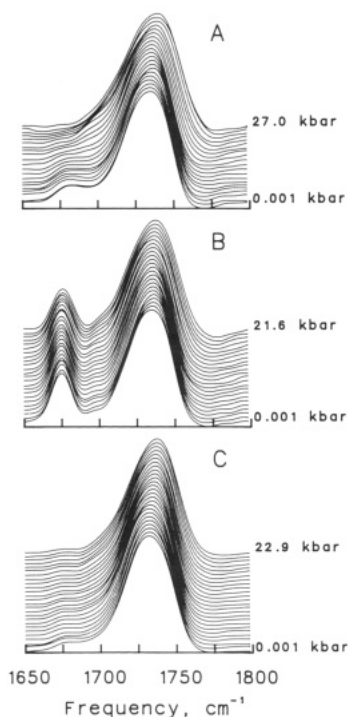 A
27.0 kbar
0.001 kbar
B
21.6 kbar
0.001 kbar
C
22.9 kbar
0.001 kbar
1650 1700 1750 1800
Frequency, cm⁻¹